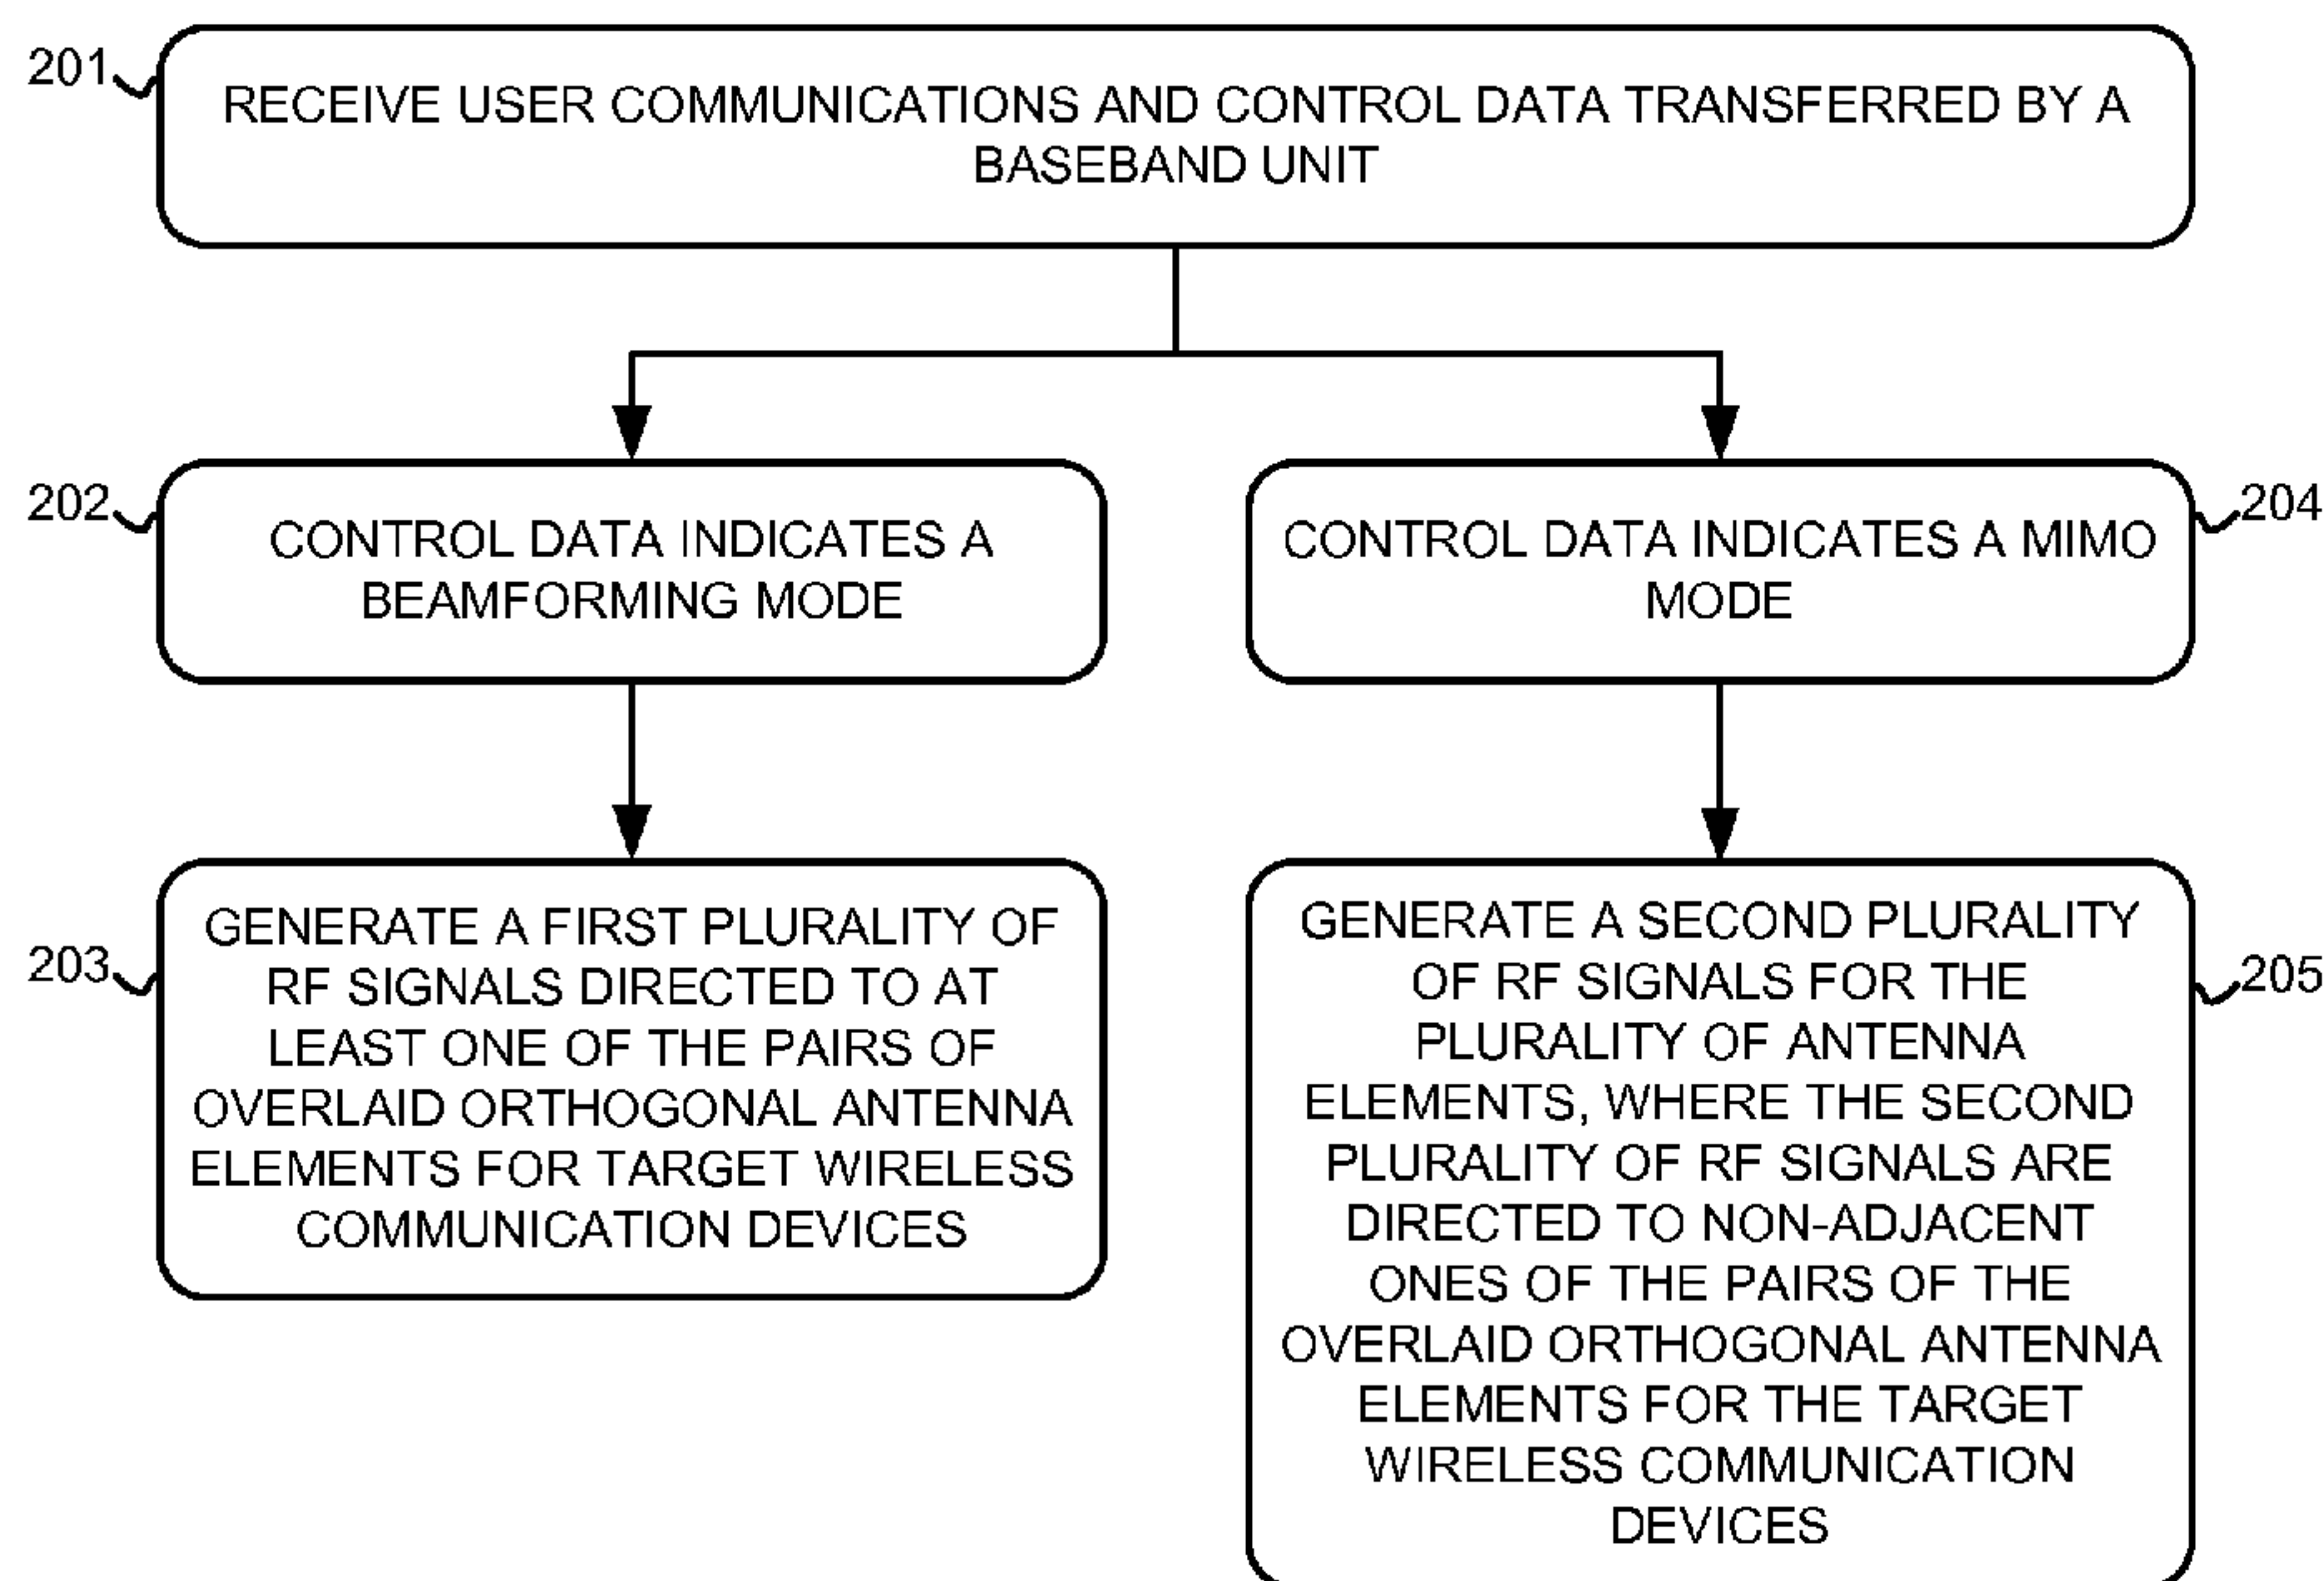 201
RECEIVE USER COMMUNICATIONS AND CONTROL DATA TRANSFERRED BY A
BASEBAND UNIT
202
CONTROL DATA INDICATES A
BEAMFORMING MODE
204
CONTROL DATA INDICATES A MIMO
MODE
203
GENERATE A FIRST PLURALITY OF
RF SIGNALS DIRECTED TO AT
LEAST ONE OF THE PAIRS OF
OVERLAID ORTHOGONAL ANTENNA
ELEMENTS FOR TARGET WIRELESS
COMMUNICATION DEVICES
205
GENERATE A SECOND PLURALITY
OF RF SIGNALS FOR THE
PLURALITY OF ANTENNA
ELEMENTS, WHERE THE SECOND
PLURALITY OF RF SIGNALS ARE
DIRECTED TO NON-ADJACENT
ONES OF THE PAIRS OF THE
OVERLAID ORTHOGONAL ANTENNA
ELEMENTS FOR THE TARGET
WIRELESS COMMUNICATION
DEVICES